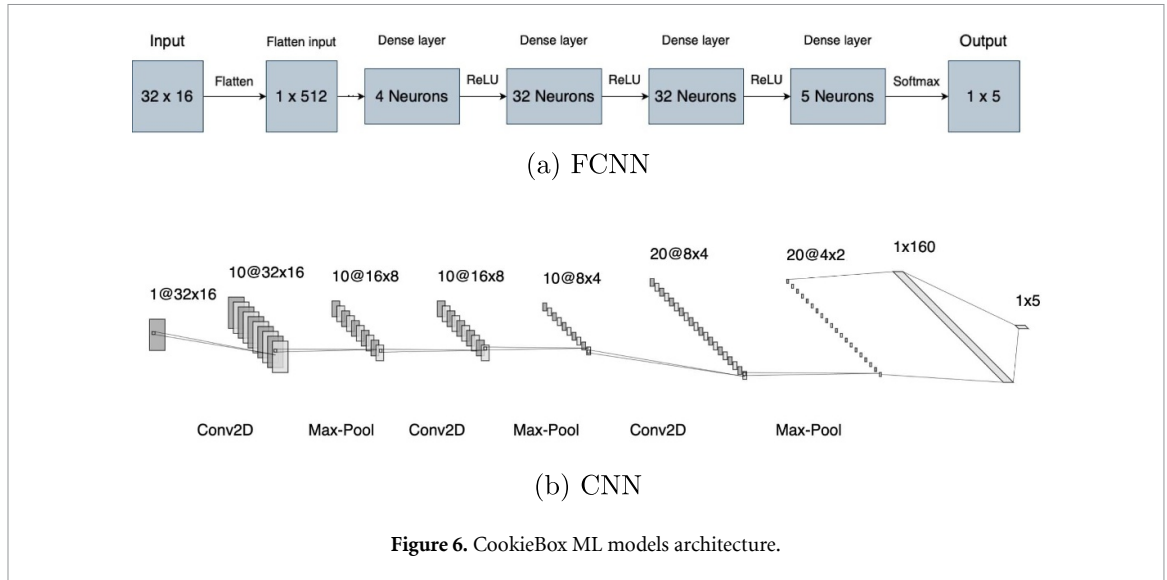 Input
Flatten input
Dense layer
Dense layer
Dense layer
Dense layer
Output
32 x 16
Flatten
1 x 512
...
4 Neurons
ReLU
32 Neurons
ReLU
32 Neurons
ReLU
5 Neurons
Softmax
1 x 5
(a) FCNN
1@32x16
10@32x16
10@16x8
10@16x8
10@8x4
20@8x4
20@4x2
1x160
1x5
Conv2D
Max-Pool
Conv2D
Max-Pool
Conv2D
Max-Pool
(b) CNN
Figure 6. CookieBox ML models architecture.